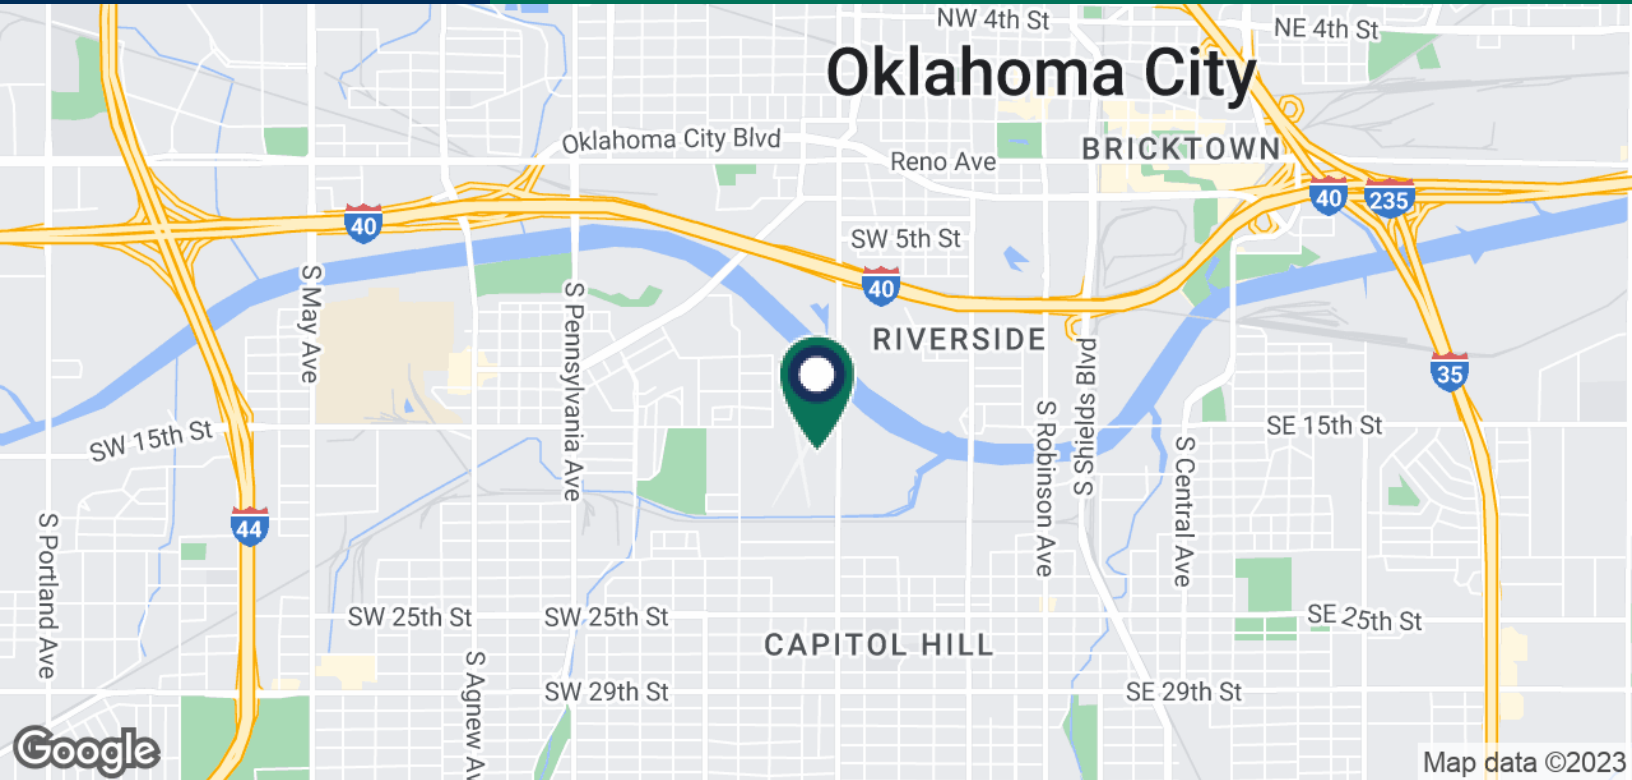 NW 4th St
NE 4th St
Oklahoma City
Oklahoma City Blvd
Reno Ave
BRICKTOWN
40
235
40
SW 5th St
S May Ave
S Pennsylvania Ave
40
RIVERSIDE
S Shields Blvd
35
SW 15th St
S Robinson Ave
S Central Ave
SE 15th St
44
S Portland Ave
SW 25th St
SW 25th St
SE 25th St
CAPITOL HILL
S Agnew Av
SW 29th St
SE 29th St
Google
Map data ©2023